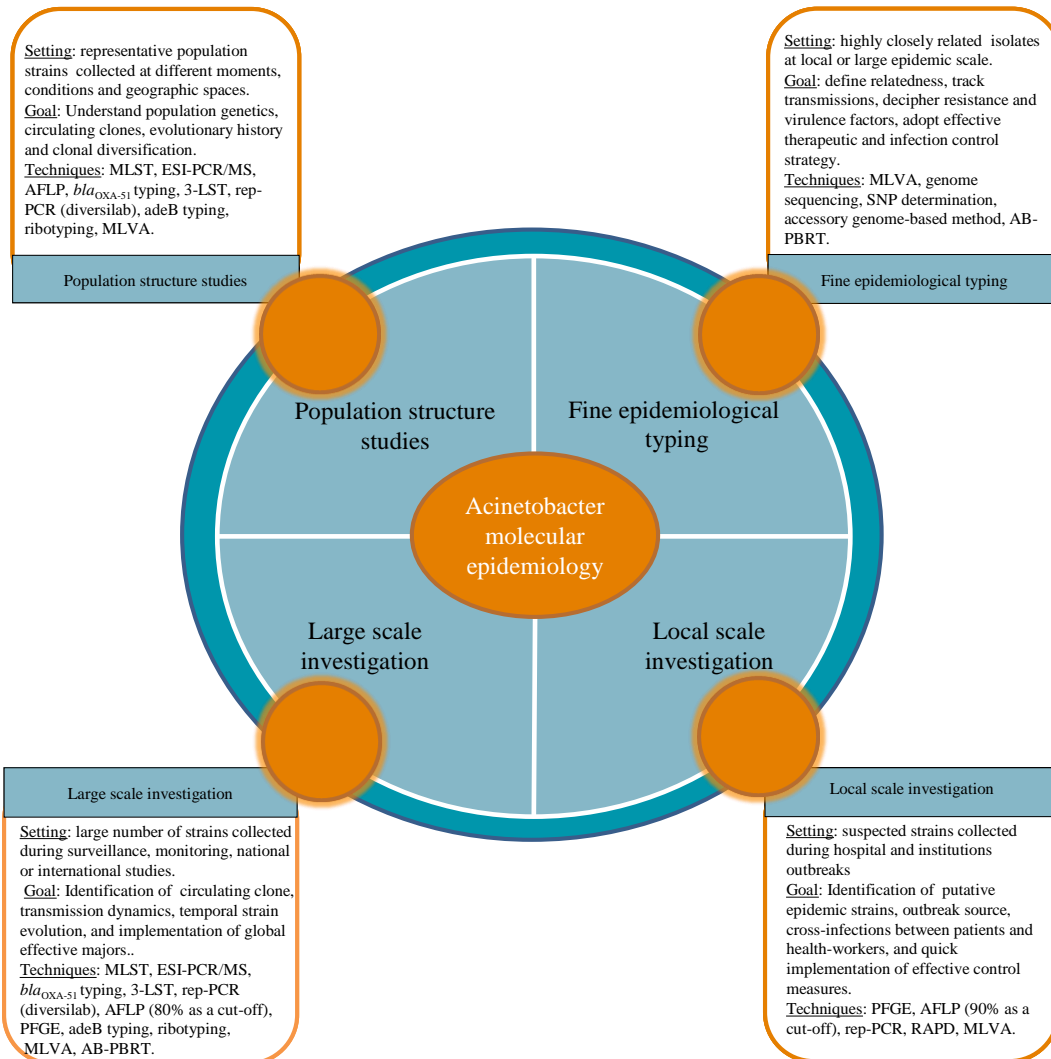 Setting: representative population
strains collected at different moments,
conditions and geographic spaces.
Goal: Understand population genetics,
circulating clones, evolutionary history
and clonal diversification.
Techniques: MLST, ESI-PCR/MS,
AFLP, blaOXA-51 typing, 3-LST, rep-
PCR (diversilab), adeB typing,
ribotyping, MLVA.
Population structure studies
Setting: highly closely related isolates
at local or large epidemic scale.
Goal: define relatedness, track
transmissions, decipher resistance and
virulence factors, adopt effective
therapeutic and infection control
strategy.
Techniques: MLVA, genome
sequencing, SNP determination,
accessory genome-based method, AB-
PBRT.
Fine epidemiological typing
Population structure
studies
Fine epidemiological
typing
Acinetobacter
molecular
epidemiology
Large scale
investigation
Local scale
investigation
Large scale investigation
Setting: large number of strains collected
during surveillance, monitoring, national
or international studies.
Goal: Identification of circulating clone,
transmission dynamics, temporal strain
evolution, and implementation of global
effective majors..
Techniques: MLST, ESI-PCR/MS,
blaOXA-51 typing, 3-LST, rep-PCR
(diversilab), AFLP (80% as a cut-off),
PFGE, adeB typing, ribotyping,
MLVA, AB-PBRT.
Local scale investigation
Setting: suspected strains collected
during hospital and institutions
outbreaks
Goal: Identification of putative
epidemic strains, outbreak source,
cross-infections between patients and
health-workers, and quick
implementation of effective control
measures.
Techniques: PFGE, AFLP (90% as a
cut-off), rep-PCR, RAPD, MLVA.